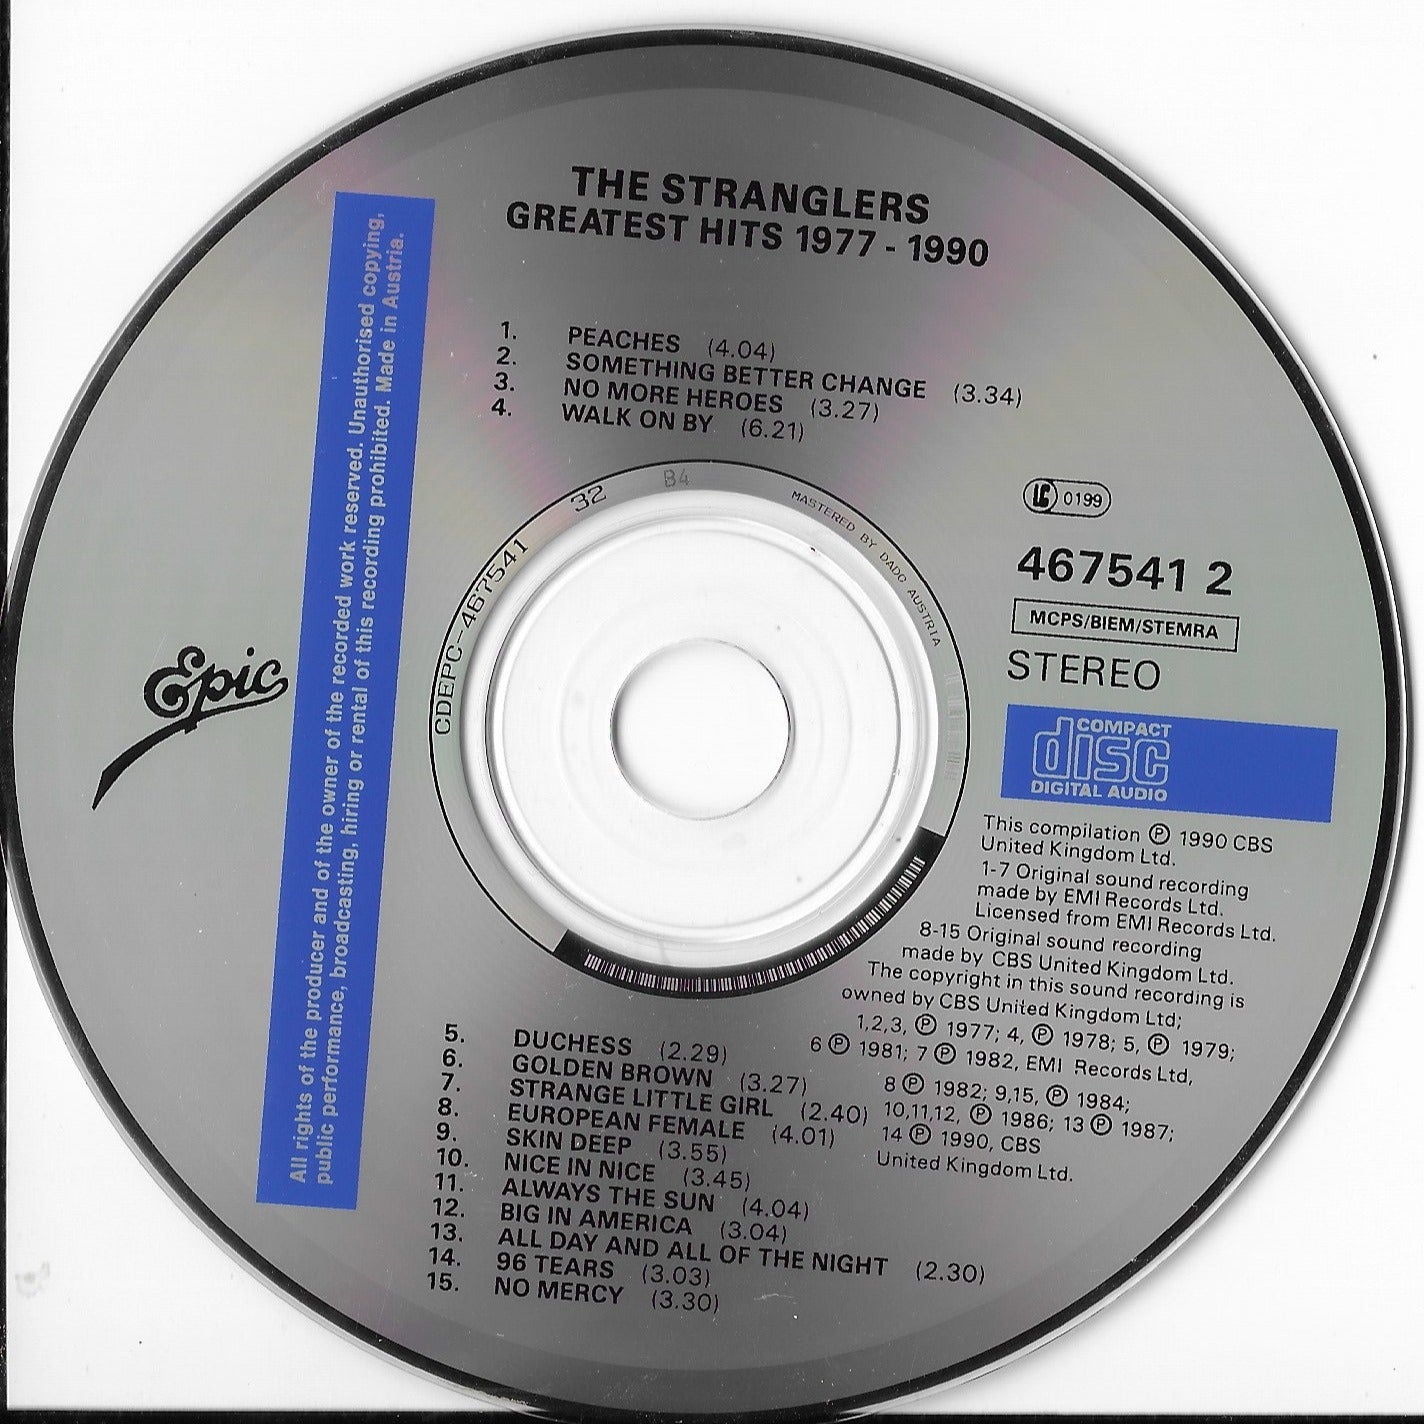 THE STRANGLERS
GREATEST HITS 1977 - 1990
1. PEACHES (4.04)
2. SOMETHING BETTER CHANGE (3.34)
3. NO MORE HEROES (3.27)
4. WALK ON BY (6.21)
All rights of the producer and of the owner of the recorded work reserved. Unauthorised copying,
public performance, broadcasting, hiring or rental of this recording prohibited. Made in Austria.
Epic
CDEPC-467541 32 B4 MASTERED BY DADC AUSTRIA
LC 0199
467541 2
MCPS/BIEM/STEMRA
STEREO
COMPACT
disc
DIGITAL AUDIO
This compilation ℗ 1990 CBS
United Kingdom Ltd.
1-7 Original sound recording
made by EMI Records Ltd.
Licensed from EMI Records Ltd.
8-15 Original sound recording
made by CBS United Kingdom Ltd.
The copyright in this sound recording is
owned by CBS United Kingdom Ltd;
1,2,3, ℗ 1977; 4, ℗ 1978; 5, ℗ 1979;
6 ℗ 1981; 7 ℗ 1982, EMI Records Ltd,
8 ℗ 1982; 9,15, ℗ 1984;
10,11,12, ℗ 1986; 13 ℗ 1987;
14 ℗ 1990, CBS
United Kingdom Ltd.
5. DUCHESS (2.29)
6. GOLDEN BROWN (3.27)
7. STRANGE LITTLE GIRL (2.40)
8. EUROPEAN FEMALE (4.01)
9. SKIN DEEP (3.55)
10. NICE IN NICE (3.45)
11. ALWAYS THE SUN (4.04)
12. BIG IN AMERICA (3.04)
13. ALL DAY AND ALL OF THE NIGHT (2.30)
14. 96 TEARS (3.03)
15. NO MERCY (3.30)